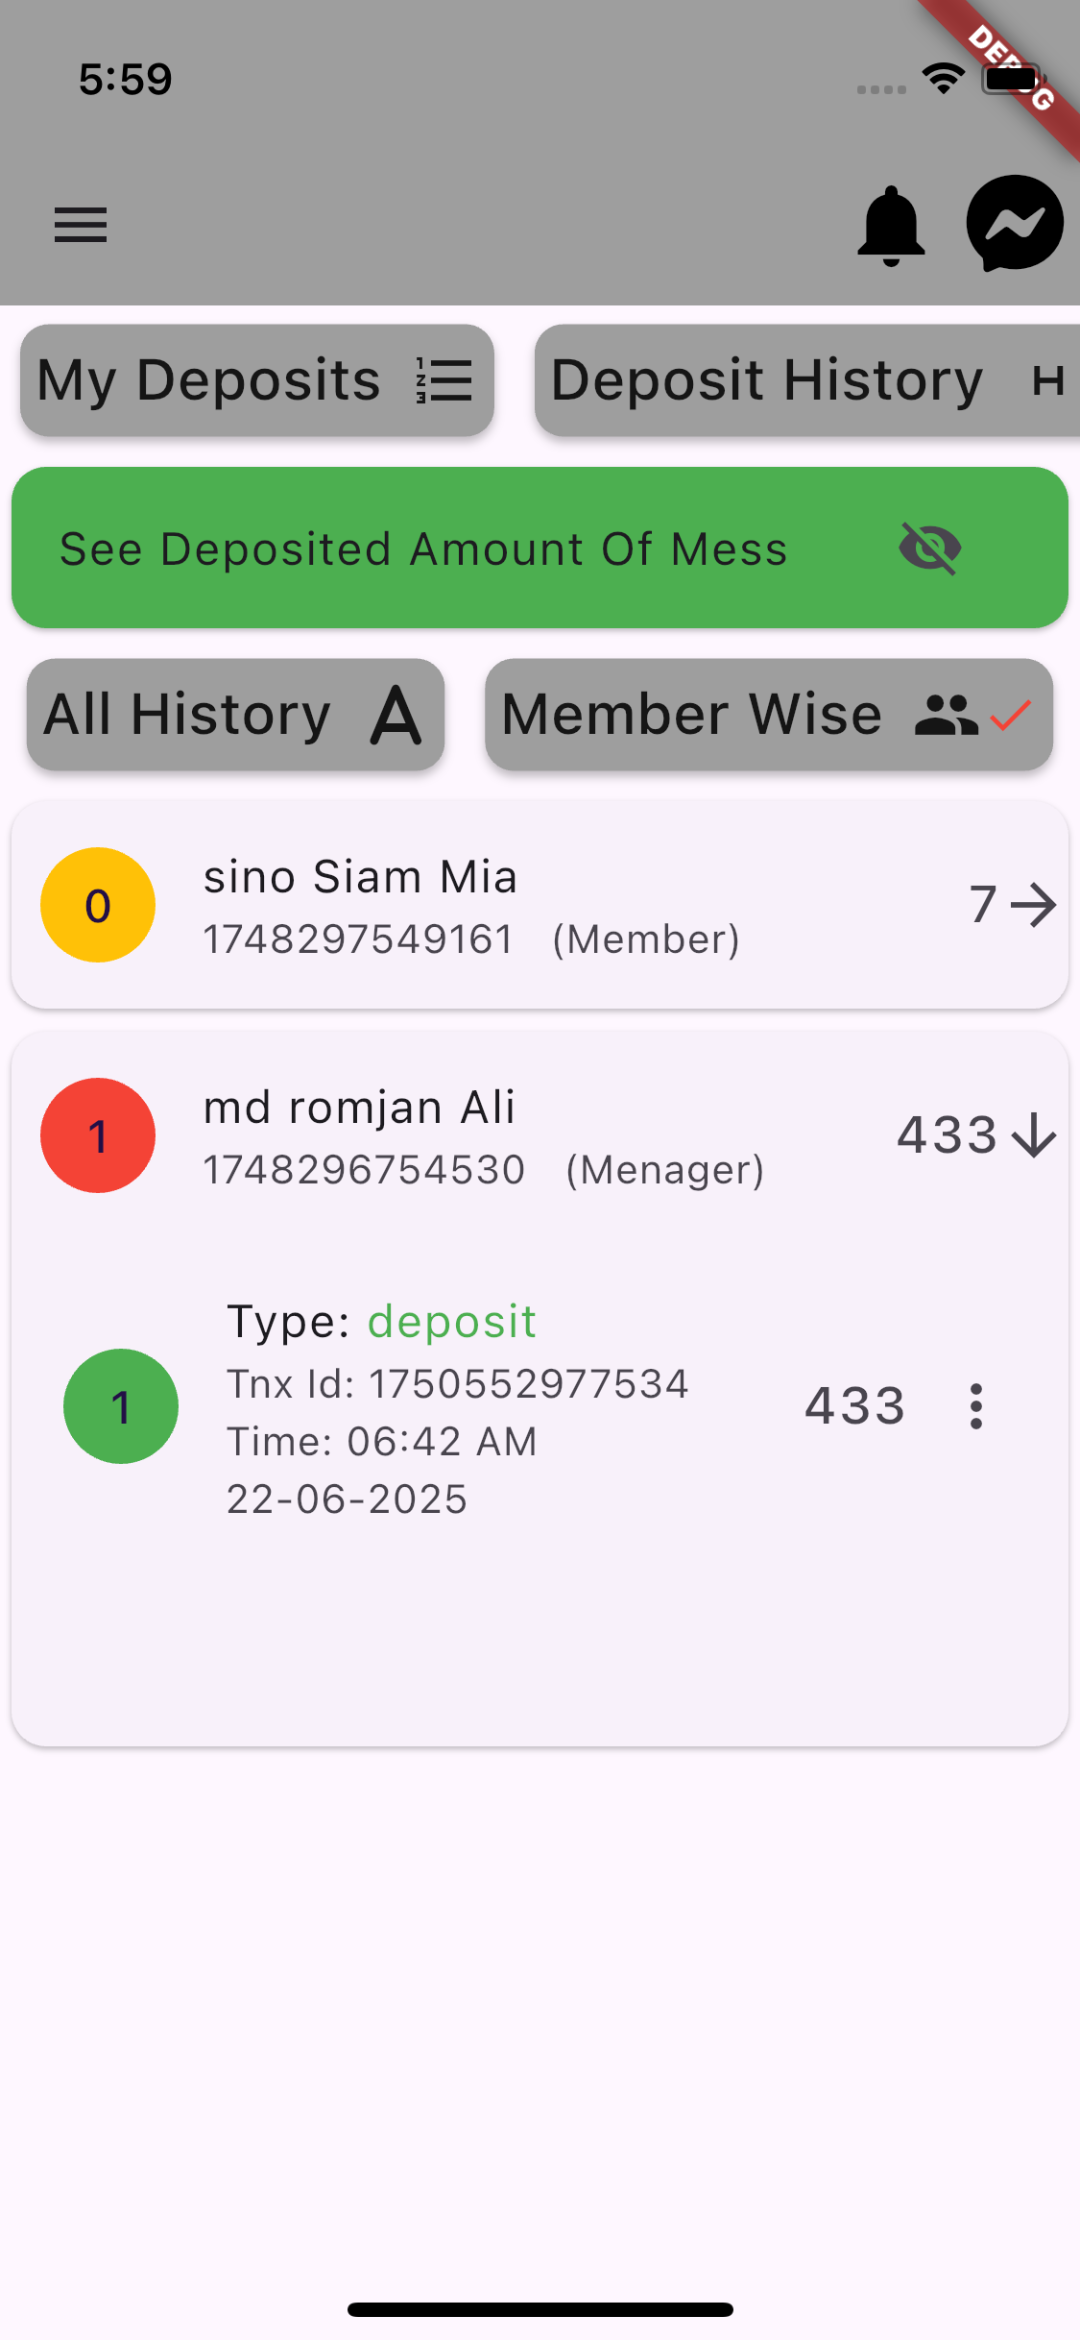 5:59
DEBUG
My Deposits
Deposit History H
See Deposited Amount Of Mess
All History A
Member Wise
0
sino Siam Mia
1748297549161 (Member)
7
1
md romjan Ali
1748296754530 (Menager)
433
1
Type: deposit
Tnx Id: 1750552977534
Time: 06:42 AM
22-06-2025
433